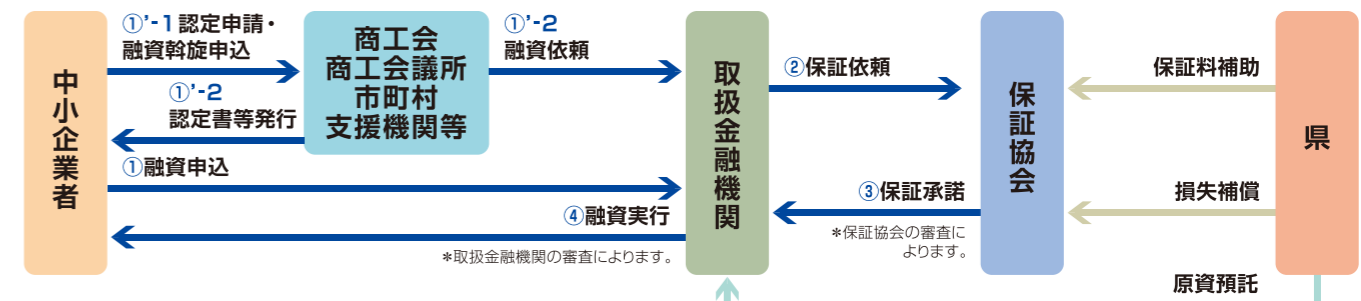 中小企業者
①’-1 認定申請・
融資斡旋申込
①’-2
認定書等発行
商工会
商工会議所
市町村
支援機関等
①’-2
融資依頼
①融資申込
④融資実行
*取扱金融機関の審査によります。
取扱金融機関
②保証依頼
③保証承諾
*保証協会の審査に
よります。
保証協会
保証料補助
損失補償
県
原資預託